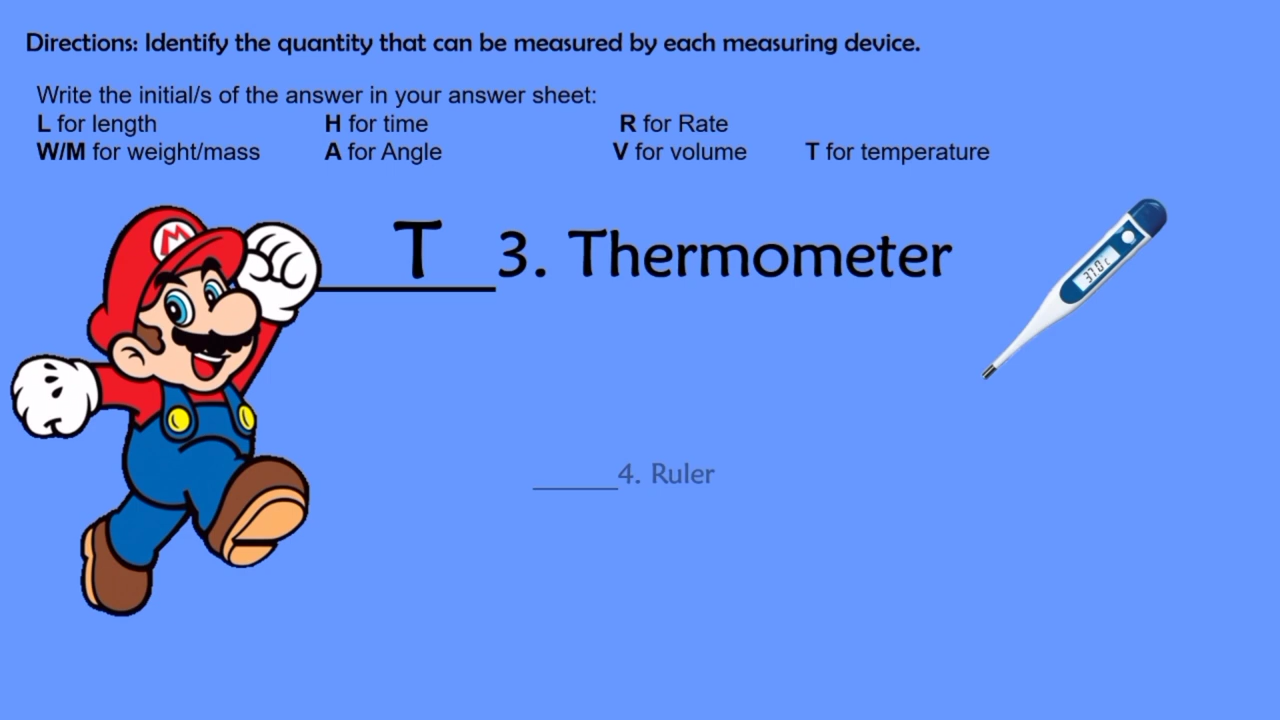 Directions: Identify the quantity that can be measured by each measuring device.
Write the initial/s of the answer in your answer sheet:
L for length H for time R for Rate
W/M for weight/mass A for Angle V for volume T for temperature
M
____T__3. Thermometer
37.0°C
______4. Ruler